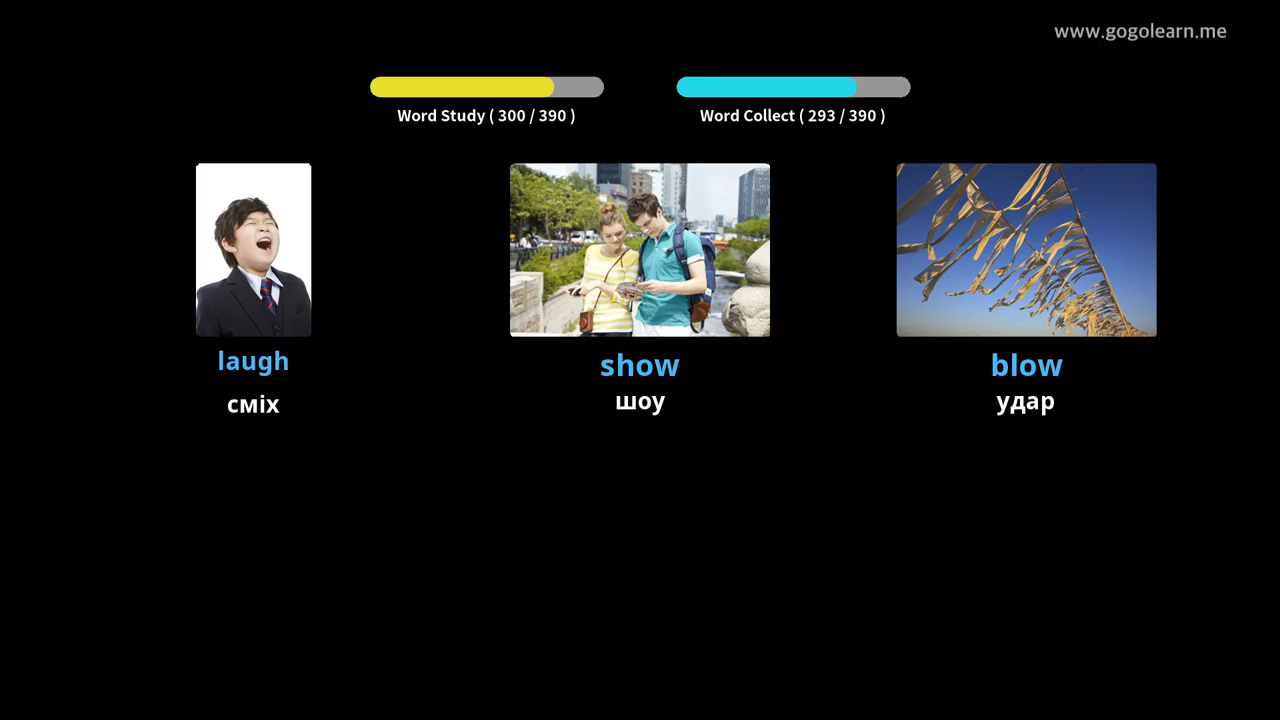 www.gogolearn.me
Word Study ( 300 / 390 )
Word Collect ( 293 / 390 )
laugh
show
blow
сміх
шоу
удар